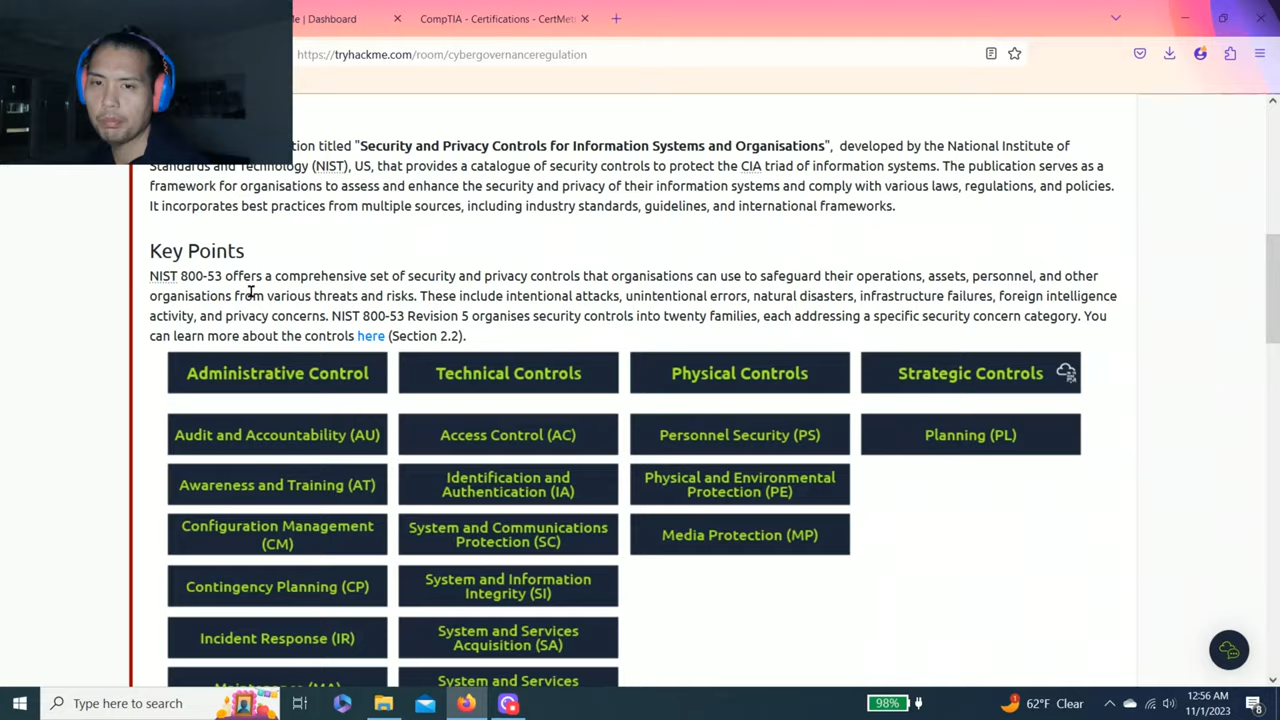 Me | Dashboard
CompTIA - Certifications - CertMet
https://tryhackme.com/room/cybergovernanceregulation
titled "Security and Privacy Controls for Information Systems and Organisations", developed by the National Institute of
Standards and Technology (NIST), US, that provides a catalogue of security controls to protect the CIA triad of information systems. The publication serves as a
framework for organisations to assess and enhance the security and privacy of their information systems and comply with various laws, regulations, and policies.
It incorporates best practices from multiple sources, including industry standards, guidelines, and international frameworks.
Key Points
NIST 800-53 offers a comprehensive set of security and privacy controls that organisations can use to safeguard their operations, assets, personnel, and other
organisations from various threats and risks. These include intentional attacks, unintentional errors, natural disasters, infrastructure failures, foreign intelligence
activity, and privacy concerns. NIST 800-53 Revision 5 organises security controls into twenty families, each addressing a specific security concern category. You
can learn more about the controls here (Section 2.2).
Administrative Control
Technical Controls
Physical Controls
Strategic Controls
Audit and Accountability (AU)
Access Control (AC)
Personnel Security (PS)
Planning (PL)
Awareness and Training (AT)
Identification and
Authentication (IA)
Physical and Environmental
Protection (PE)
Configuration Management
(CM)
System and Communications
Protection (SC)
Media Protection (MP)
Contingency Planning (CP)
System and Information
Integrity (SI)
Incident Response (IR)
System and Services
Acquisition (SA)
Maintenance (MA)
System and Services
Type here to search
98%
1
62°F Clear
12:56 AM
11/1/2023
8